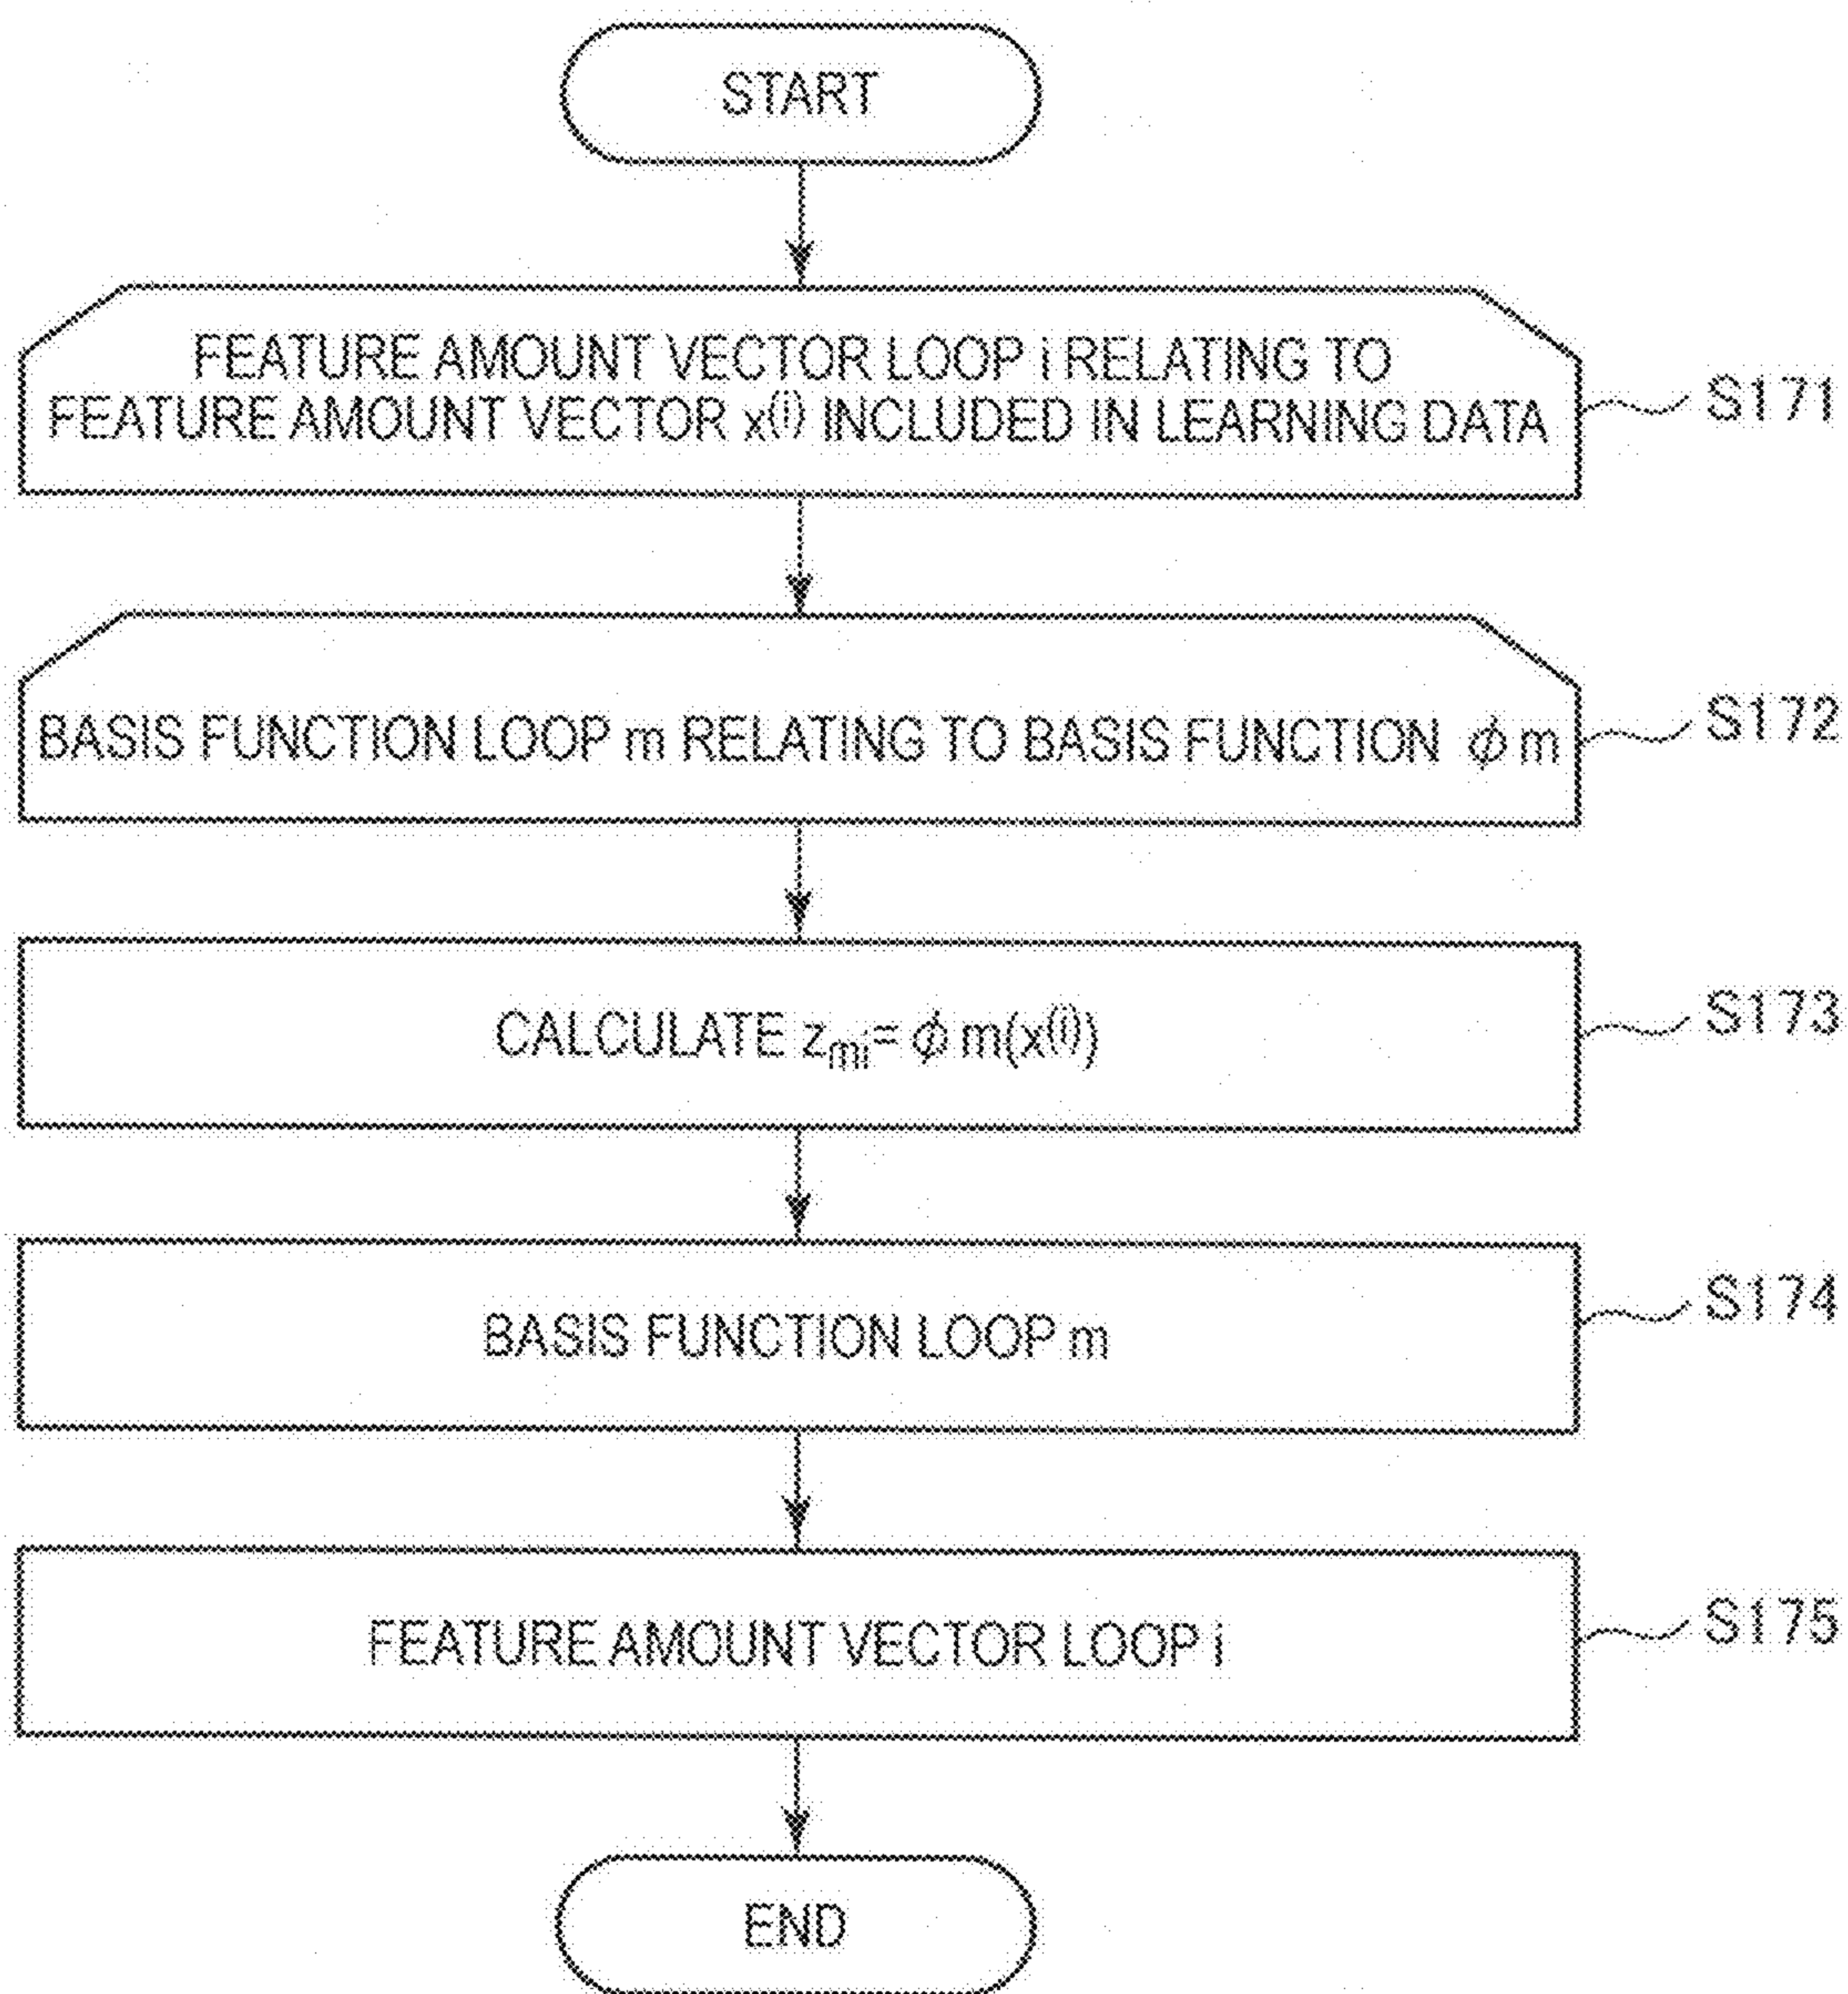 START
FEATURE AMOUNT VECTOR LOOP i RELATING TO
FEATURE AMOUNT VECTOR x(i) INCLUDED IN LEARNING DATA
S171
BASIS FUNCTION LOOP m RELATING TO BASIS FUNCTION ϕm
S172
CALCULATE zmi= ϕm(x(i))
S173
BASIS FUNCTION LOOP m
S174
FEATURE AMOUNT VECTOR LOOP i
S175
END